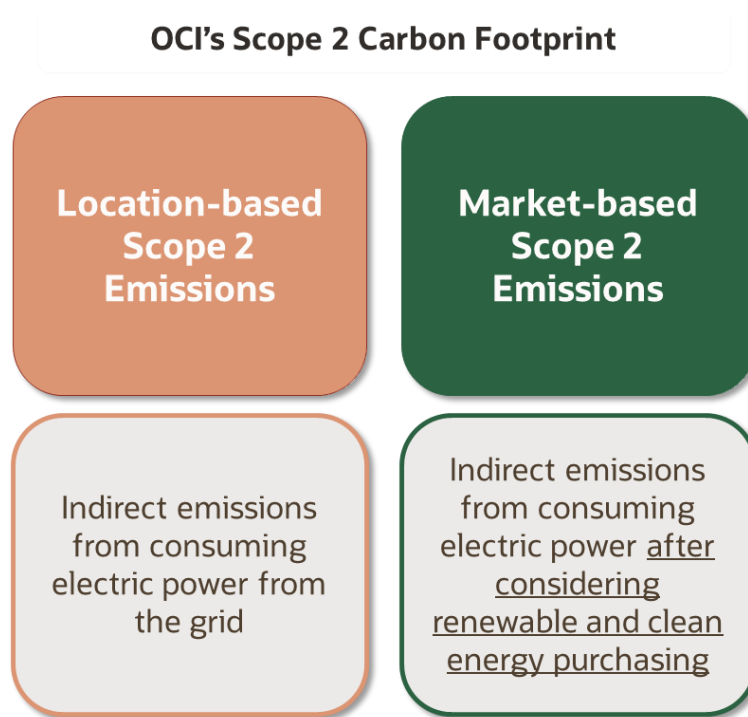 OCI’s Scope 2 Carbon Footprint
Location-based
Scope 2
Emissions
Market-based
Scope 2
Emissions
Indirect emissions
from consuming
electric power from
the grid
Indirect emissions
from consuming
electric power after
considering
renewable and clean
energy purchasing